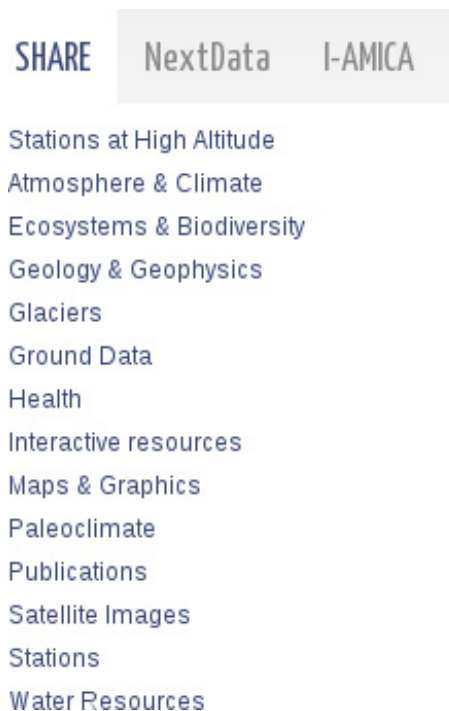 SHARE NextData I-AMICA
Stations at High Altitude
Atmosphere & Climate
Ecosystems & Biodiversity
Geology & Geophysics
Glaciers
Ground Data
Health
Interactive resources
Maps & Graphics
Paleoclimate
Publications
Satellite Images
Stations
Water Resources